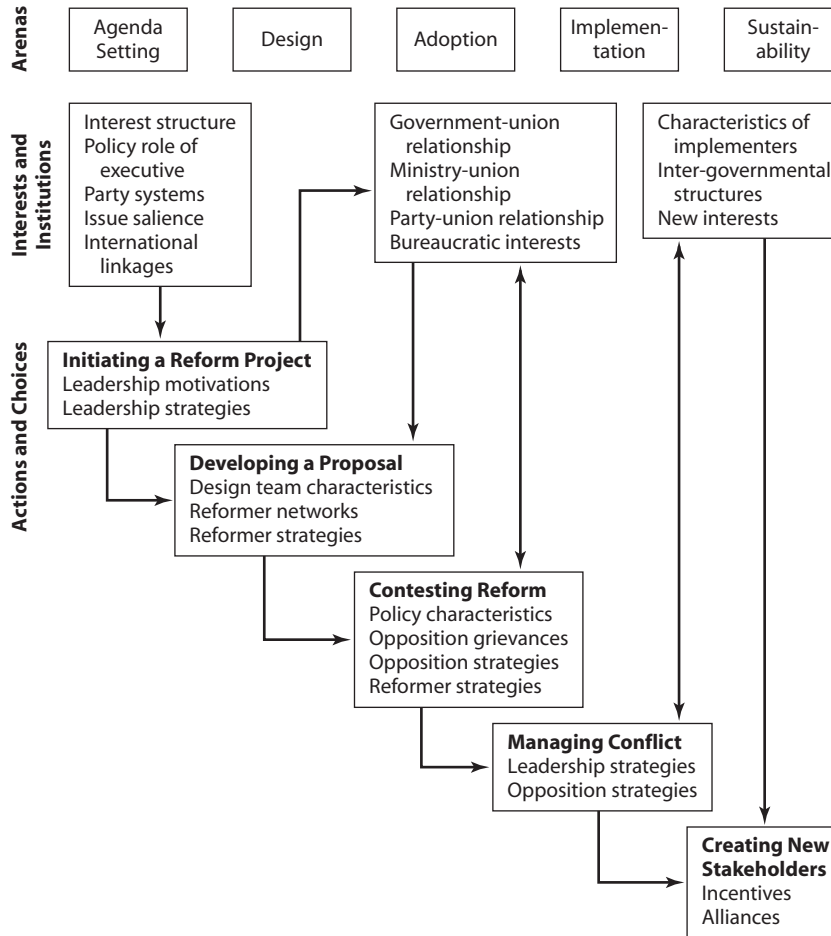 Arenas
Agenda
Setting
Design
Adoption
Implemen-
tation
Sustain-
ability
Interests and
Institutions
Interest structure
Policy role of
executive
Party systems
Issue salience
International
linkages
Government-union
relationship
Ministry-union
relationship
Party-union relationship
Bureaucratic interests
Characteristics of
implementers
Inter-governmental
structures
New interests
Actions and Choices
Initiating a Reform Project
Leadership motivations
Leadership strategies
Developing a Proposal
Design team characteristics
Reformer networks
Reformer strategies
Contesting Reform
Policy characteristics
Opposition grievances
Opposition strategies
Reformer strategies
Managing Conflict
Leadership strategies
Opposition strategies
Creating New
Stakeholders
Incentives
Alliances